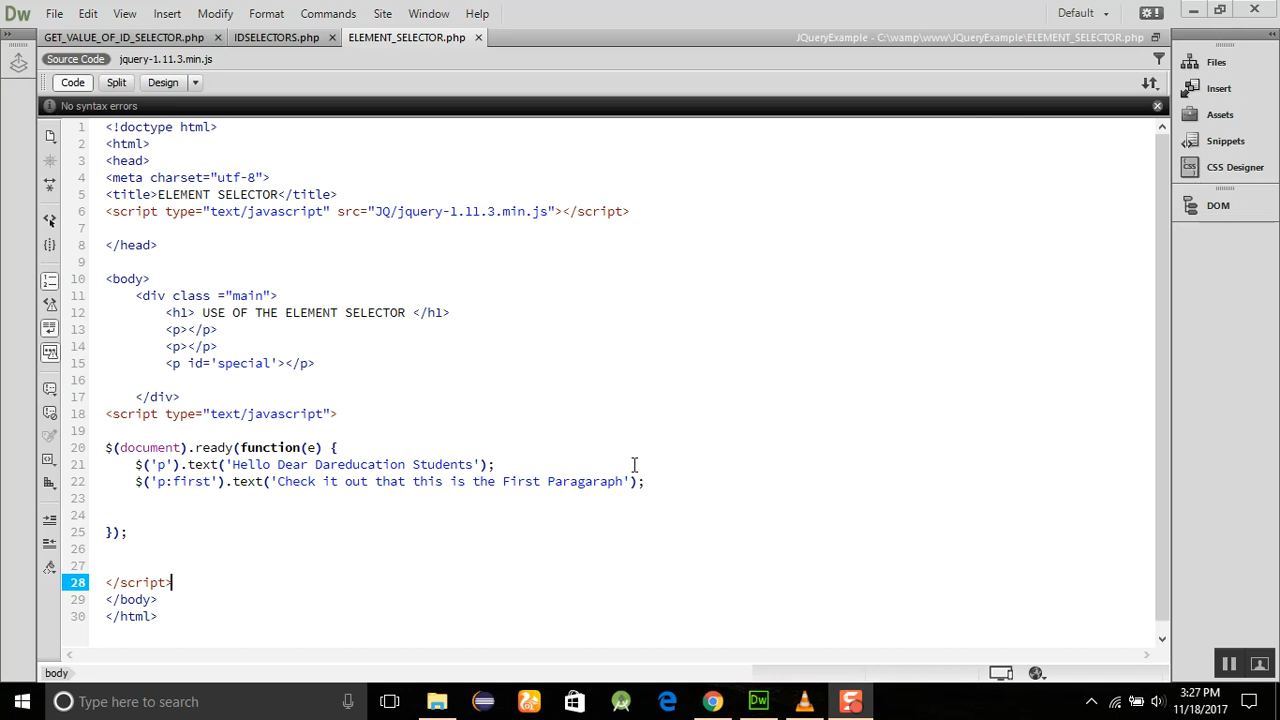 Dw File Edit View Insert Modify Format Commands Site Window Help Default
GET_VALUE_OF_ID_SELECTOR.php × IDSELECTORS.php × ELEMENT_SELECTOR.php × JQueryExample - C:\wamp\www\JQueryExample\ELEMENT_SELECTOR.php
Source Code jquery-1.11.3.min.js
Code Split Design
No syntax errors
1 <!doctype html>
2 <html>
3 <head>
4 <meta charset="utf-8">
5 <title>ELEMENT SELECTOR</title>
6 <script type="text/javascript" src="JQ/jquery-1.11.3.min.js"></script>
7
8 </head>
9
10 <body>
11 <div class ="main">
12 <h1> USE OF THE ELEMENT SELECTOR </h1>
13 <p></p>
14 <p></p>
15 <p id='special'></p>
16
17 </div>
18 <script type="text/javascript">
19
20 $(document).ready(function(e) {
21 $('p').text('Hello Dear Dareducation Students');
22 $('p:first').text('Check it out that this is the First Paragaraph');
23
24
25 });
26
27
28 </script>
29 </body>
30 </html>
body
Files
Insert
Assets
Snippets
CSS Designer
DOM
Type here to search
Dw
3:27 PM
11/18/2017